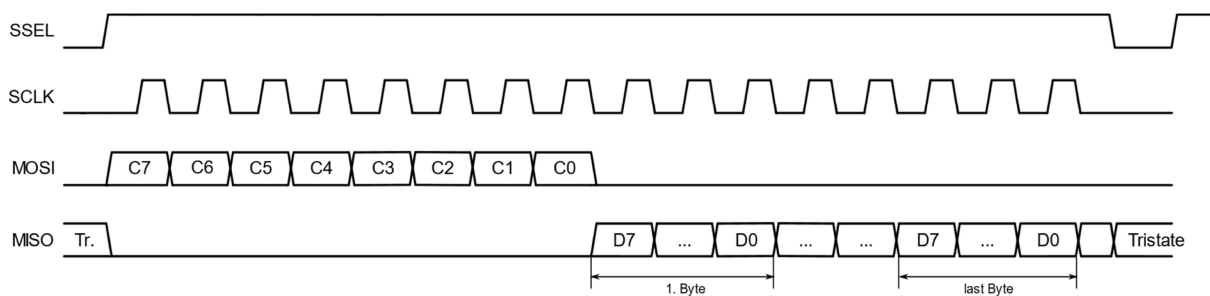 SSEL
SCLK
MOSI C7 C6 C5 C4 C3 C2 C1 C0
MISO Tr. D7 ... D0 ... ... D7 ... D0 Tristate
1. Byte last Byte